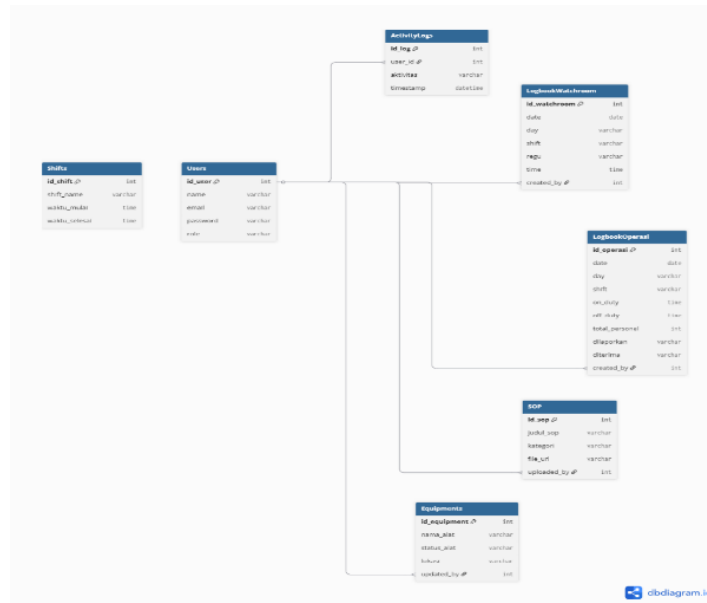 ActivityLogs
id_log int
user_id int
aktivitas varchar
timestamp datetime
LogbookWatchroom
id_watchroom int
date date
day varchar
shift varchar
regu varchar
time time
created_by int
Shifts
id_shift int
shift_name varchar
waktu_mulai time
waktu_selesai time
Users
id_user int
name varchar
email varchar
password varchar
role varchar
LogbookOperasi
id_operasi int
date date
day varchar
shift varchar
on_duty time
off_duty time
total_personal int
dilaporkan varchar
diterima varchar
created_by int
SOP
id_sop int
judul_sop varchar
kategori varchar
file_url varchar
uploaded_by int
Equipments
id_equipment int
nama_alat varchar
status_alat varchar
lokasi varchar
updated_by int
dbdiagram.io